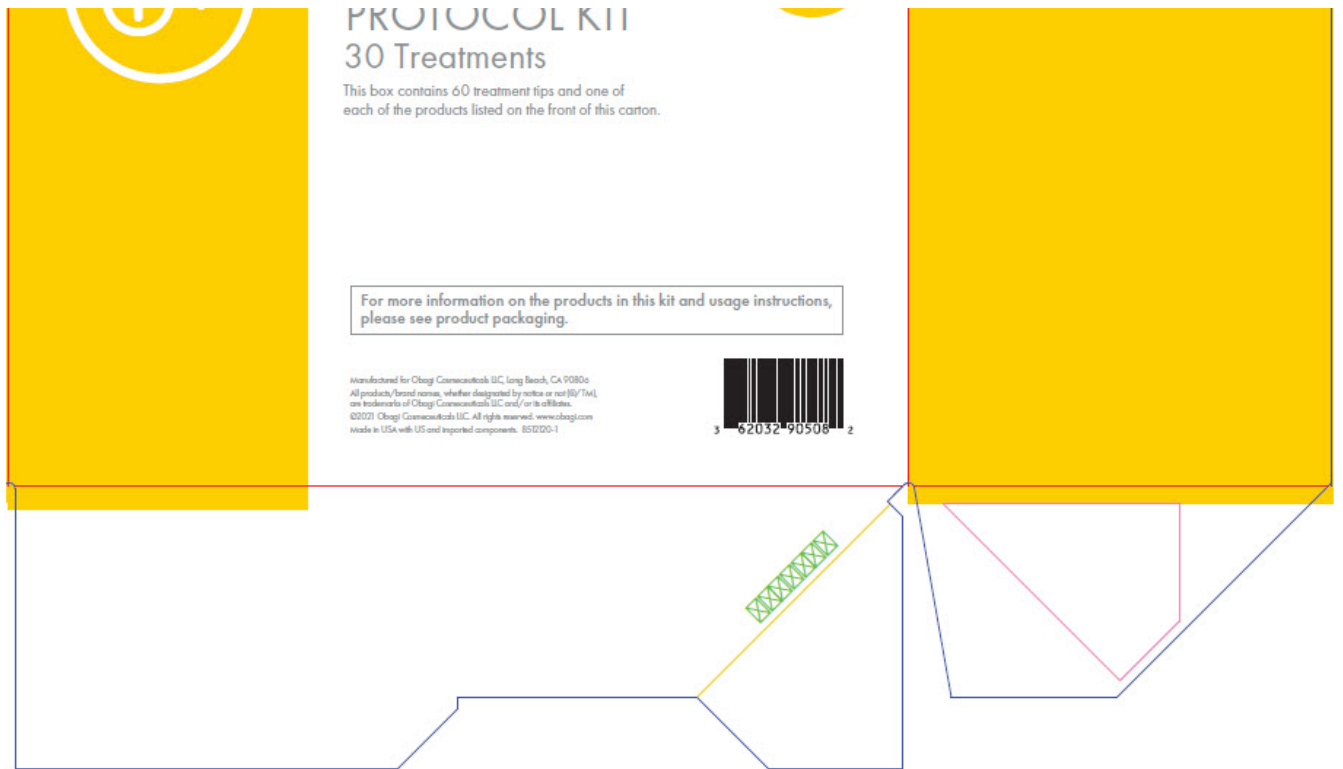 PROTOCOL KIT
30 Treatments
This box contains 60 treatment tips and one of
each of the products listed on the front of this carton.
For more information on the products in this kit and usage instructions,
please see product packaging.
Manufactured for Obagi Cosmeceuticals LLC, Long Beach, CA 90806
All products/brand names, whether designated by notice or not (®/TM),
are trademarks of Obagi Cosmeceuticals LLC and/or its affiliates.
©2021 Obagi Cosmeceuticals LLC. All rights reserved. www.obagi.com
Made in USA with US and imported components. 8512120-1
3 62032 90508 2